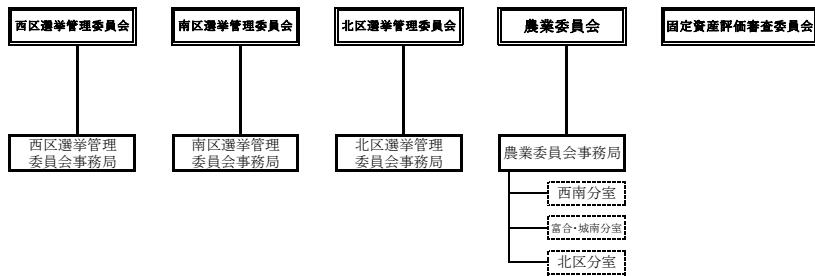 西区選挙管理委員会
南区選挙管理委員会
北区選挙管理委員会
農業委員会
固定資産評価審査委員会
西区選挙管理
委員会事務局
南区選挙管理
委員会事務局
北区選挙管理
委員会事務局
農業委員会事務局
西南分室
富合・城南分室
北区分室